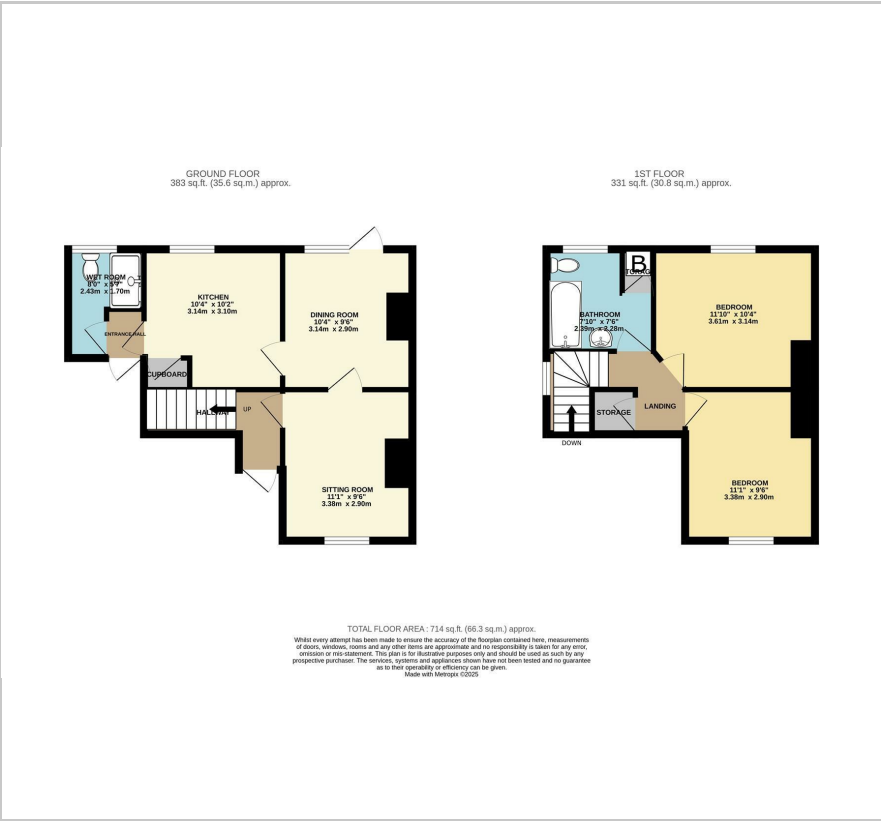 GROUND FLOOR
383 sq.ft. (35.6 sq.m.) approx.
WET ROOM
8'0" x 5'7"
2.43m x 1.70m
ENTRANCE HALL
KITCHEN
10'4" x 10'2"
3.14m x 3.10m
DINING ROOM
10'4" x 9'6"
3.14m x 2.90m
CUPBOARD
HALLWAY
UP
SITTING ROOM
11'1" x 9'6"
3.38m x 2.90m
1ST FLOOR
331 sq.ft. (30.8 sq.m.) approx.
B
BATHROOM
7'10" x 7'6"
2.39m x 2.28m
BEDROOM
11'10" x 10'4"
3.61m x 3.14m
STORAGE
LANDING
DOWN
BEDROOM
11'1" x 9'6"
3.38m x 2.90m
TOTAL FLOOR AREA : 714 sq.ft. (66.3 sq.m.) approx.
Whilst every attempt has been made to ensure the accuracy of the floorplan contained here, measurements
of doors, windows, rooms and any other items are approximate and no responsibility is taken for any error,
omission or mis-statement. This plan is for illustrative purposes only and should be used as such by any
prospective purchaser. The services, systems and appliances shown have not been tested and no guarantee
as to their operability or efficiency can be given.
Made with Metropix ©2025